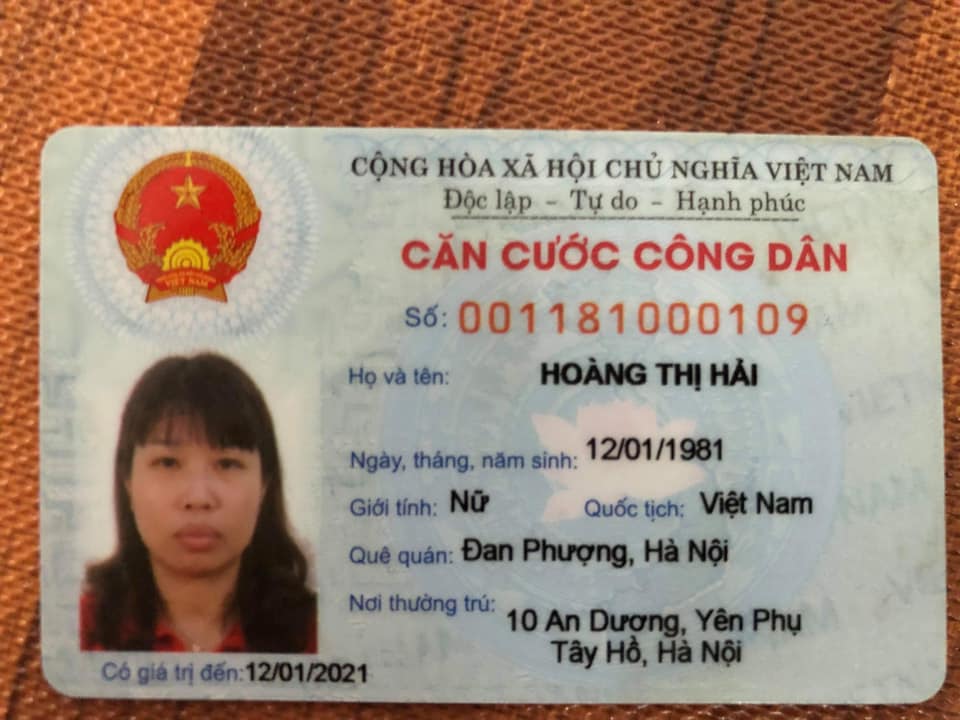 CỘNG HÒA XÃ HỘI CHỦ NGHĨA VIỆT NAM
Độc lập - Tự do - Hạnh phúc
CĂN CƯỚC CÔNG DÂN
Số: 001181000109
Họ và tên: HOÀNG THỊ HẢI
Ngày, tháng, năm sinh: 12/01/1981
Giới tính: Nữ Quốc tịch: Việt Nam
Quê quán: Đan Phượng, Hà Nội
Nơi thường trú: 10 An Dương, Yên Phụ
Tây Hồ, Hà Nội
Có giá trị đến: 12/01/2021
VIỆT NAM